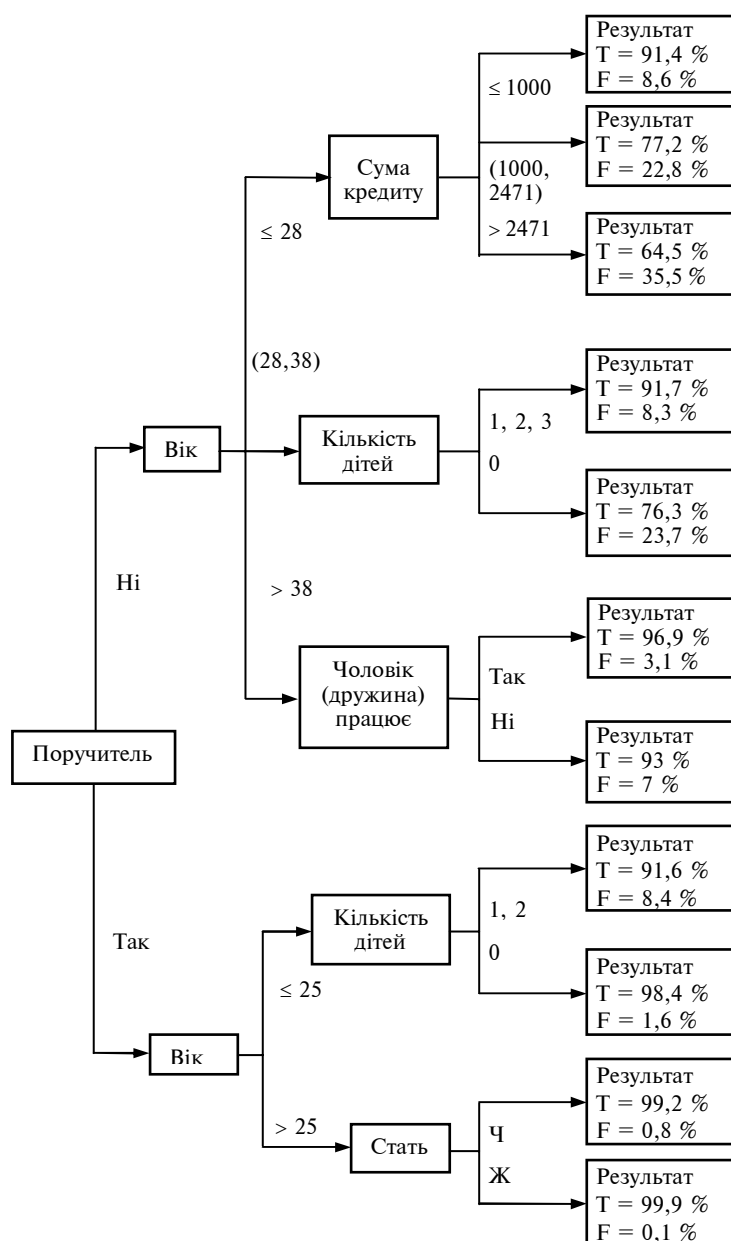 Результат
T = 91,4 %
F = 8,6 %
≤ 1000
Результат
T = 77,2 %
F = 22,8 %
Сума
кредиту
(1000,
2471)
> 2471
≤ 28
Результат
T = 64,5 %
F = 35,5 %
(28,38)
Результат
T = 91,7 %
F = 8,3 %
1, 2, 3
Вік
Кількість
дітей
0
Результат
T = 76,3 %
F = 23,7 %
Ні
> 38
Результат
T = 96,9 %
F = 3,1 %
Чоловік
(дружина)
працює
Так
Ні
Поручитель
Результат
T = 93 %
F = 7 %
Результат
T = 91,6 %
F = 8,4 %
Кількість
дітей
1, 2
0
Так
≤ 25
Результат
T = 98,4 %
F = 1,6 %
Вік
Результат
T = 99,2 %
F = 0,8 %
> 25
Стать
Ч
Ж
Результат
T = 99,9 %
F = 0,1 %